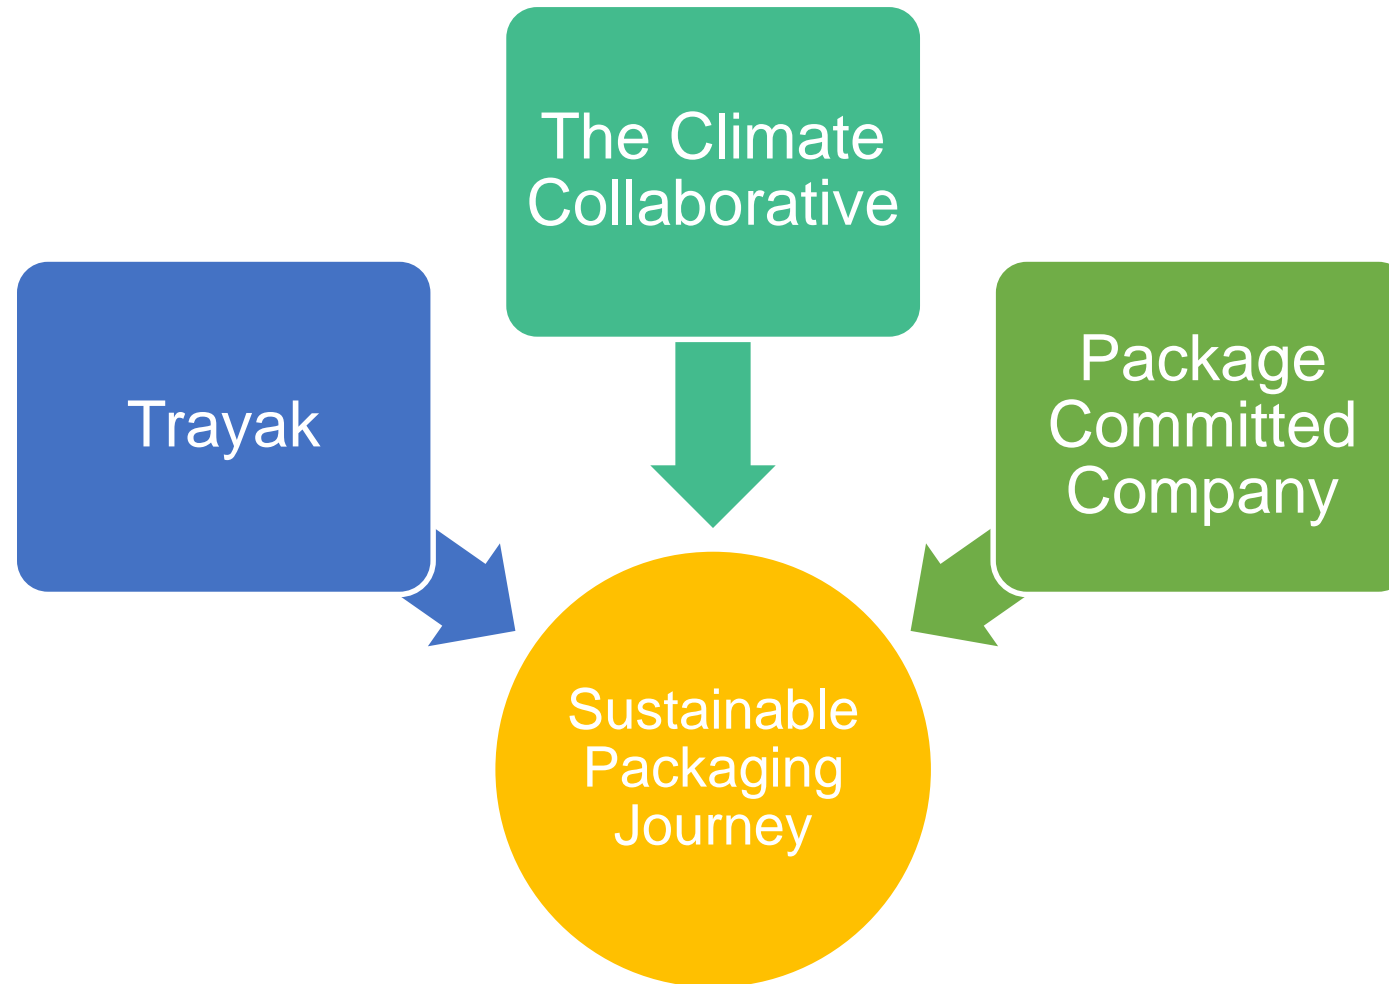 The Climate
Collaborative
Trayak
Package
Committed
Company
Sustainable
Packaging
Journey